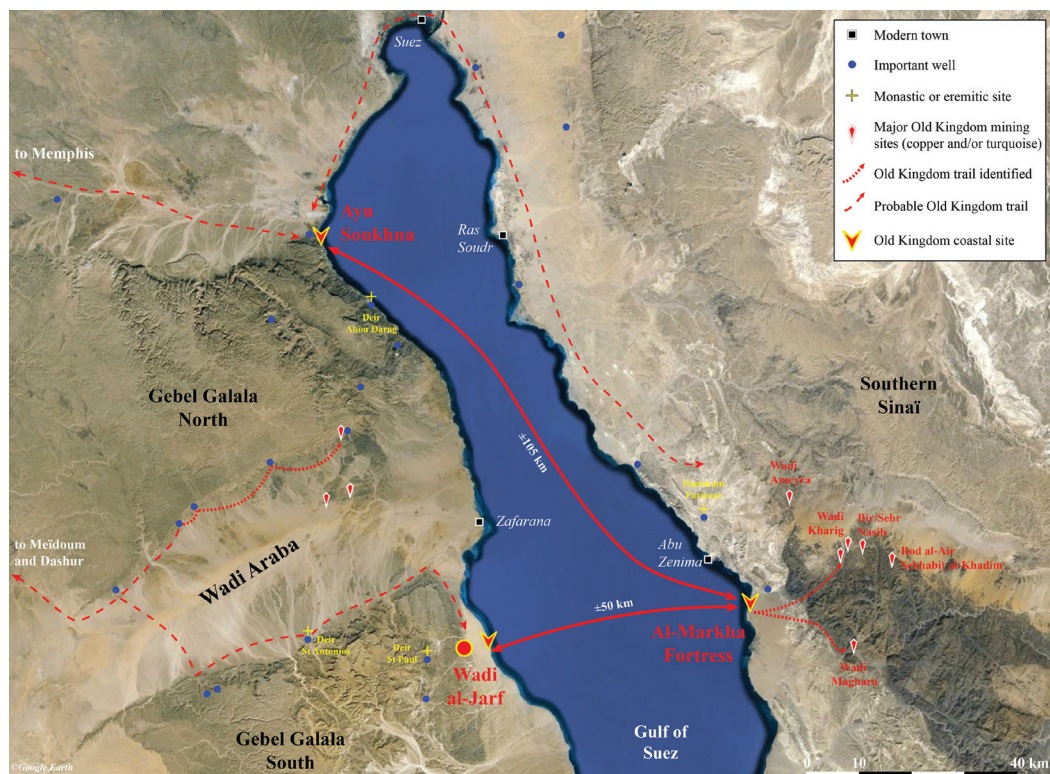 Suez
Modern town
Important well
Monastic or eremitic site
Major Old Kingdom mining
sites (copper and/or turquoise)
Old Kingdom trail identified
Probable Old Kingdom trail
Old Kingdom coastal site
to Memphis
Ayn
Soukhna
Ras
Soudr
Deir
Abou Darag
Gebel Galala
North
Southern
Sinaï
±105 km
Wadi
Ameyra
Hammam
Wadi
Kharig
Bir/Sehr
Nasib
Rod al-Air
Sekhabit al-Khadim
Zafarana
to Meïdoum
and Dashur
Wadi Araba
Abu
Zenima
±50 km
Al-Markha
Fortress
Deir
St Antonios
Deir
St Paul
Wadi
al-Jarf
Wadi
Maghara
Gebel Galala
South
Gulf of
Suez
©Google Earth
0 10 40 km